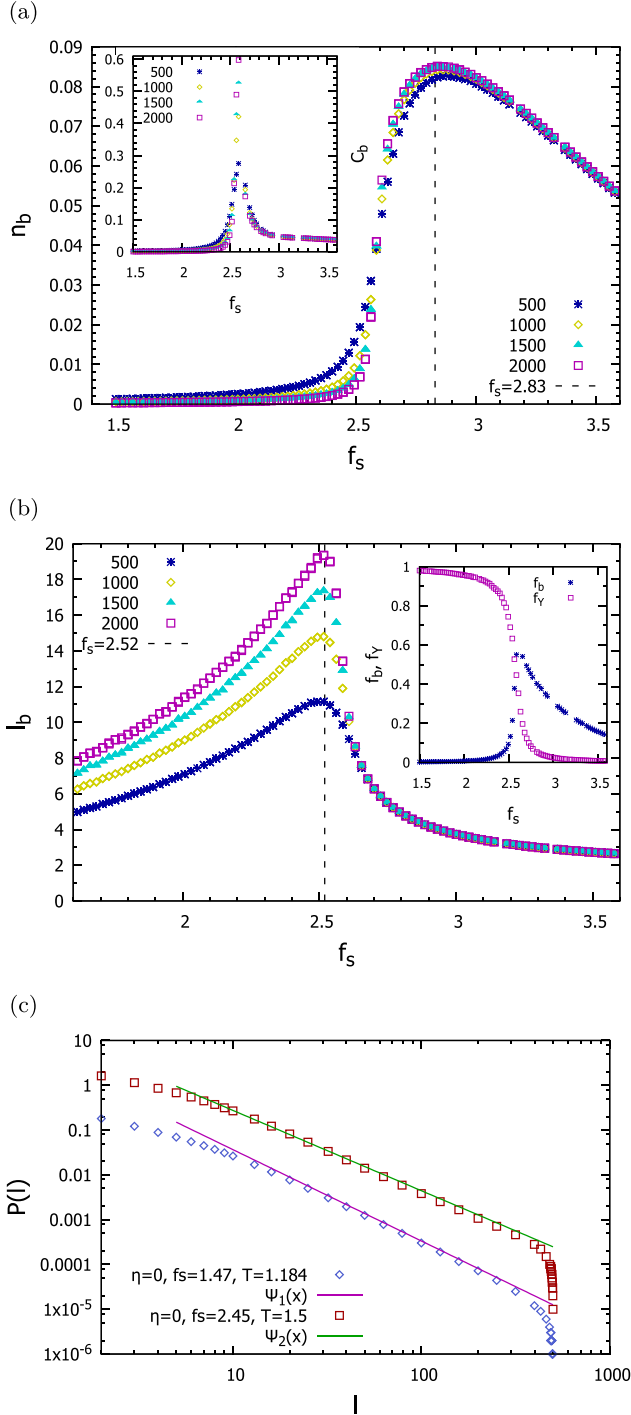 (a)
n_b
0.09
0.08
0.07
0.06
0.05
0.04
0.03
0.02
0.01
0
1.5 2 2.5 3 3.5
f_s
0.6
0.5
0.4
0.3
0.2
0.1
0
1.5 2 2.5 3 3.5
f_s
C_b
500
1000
1500
2000
500
1000
1500
2000
f_s=2.83
(b)
l_b
20
18
16
14
12
10
8
6
4
2
0
2 2.5 3 3.5
f_s
500
1000
1500
2000
f_s=2.52
f_b, f_Y
1
0.8
0.6
0.4
0.2
0
1.5 2 2.5 3 3.5
f_s
f_b
f_Y
(c)
P(l)
10
1
0.1
0.01
0.001
0.0001
1x10^-5
1x10^-6
10 100 1000
l
η=0, fs=1.47, T=1.184
Ψ_1(x)
η=0, fs=2.45, T=1.5
Ψ_2(x)